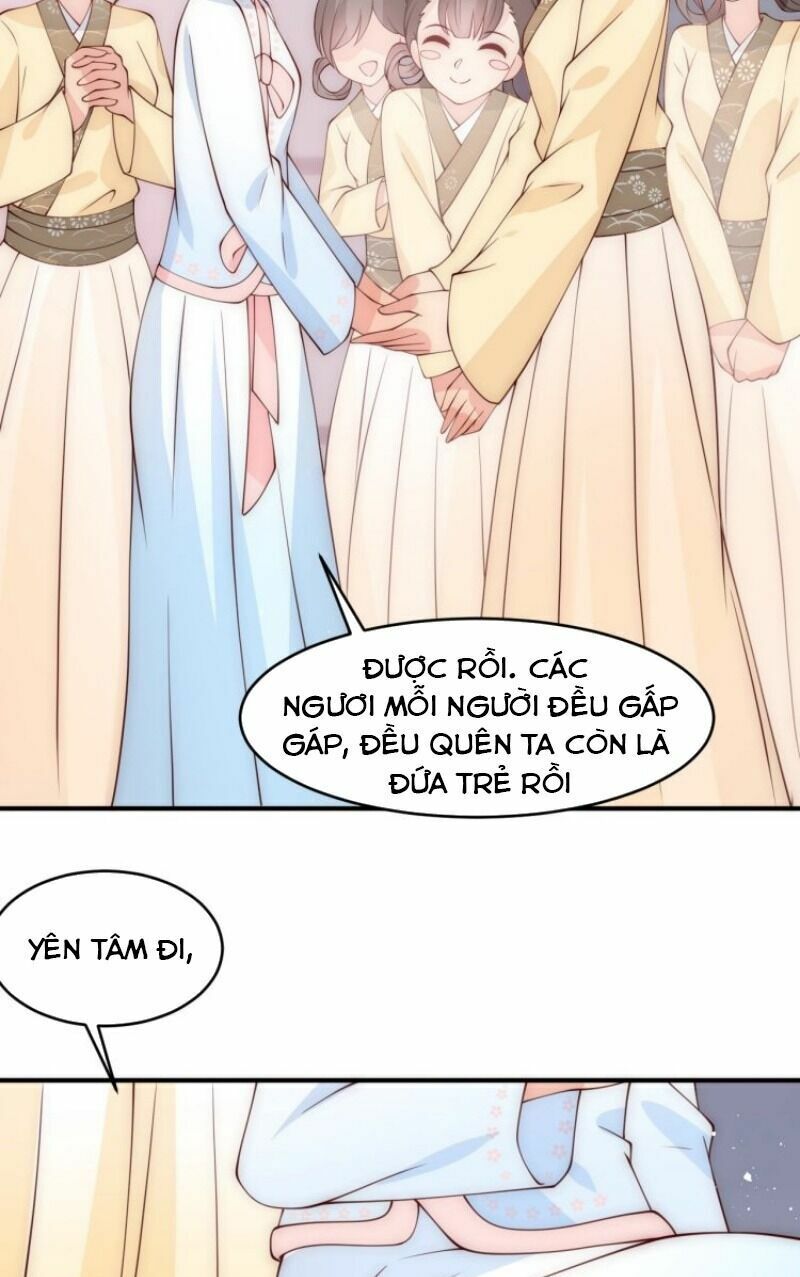 ĐƯỢC RỒI. CÁC
NGƯƠI MỖI NGƯỜI ĐỀU GẤP
GÁP, ĐỀU QUÊN TA CÒN LÀ
ĐỨA TRẺ RỒI
YÊN TÂM ĐI,